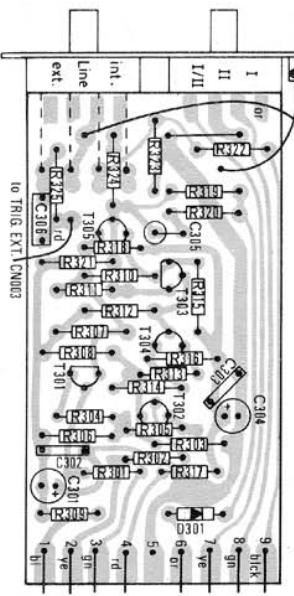 ext.
Line
int.
I/II
II
I
or
R322
R323
R324
R325
R319
R320
C306
rd
T305
C305
R318
to TRIG. EXT. CN003
R321
R310
T303
R311
R315
R312
R307
T304
R308
R316
T301
R313
C303
R314
T302
C304
R304
R305
R306
R303
C302
R302
R301
R317
C301
R309
D301
1 2 3 4 5 6 7 8 9
bl ye gn rd or ye gn blck